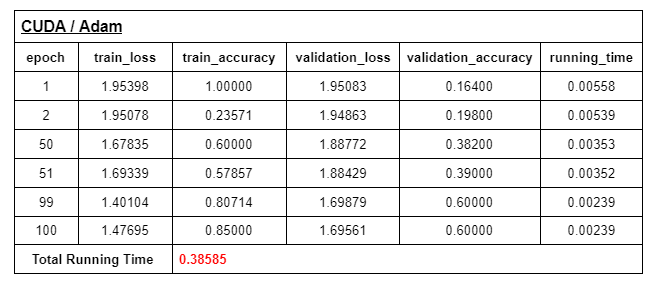 CUDA / Adam
epoch train_loss train_accuracy validation_loss validation_accuracy running_time
1 1.95398 1.00000 1.95083 0.16400 0.00558
2 1.95078 0.23571 1.94863 0.19800 0.00539
50 1.67835 0.60000 1.88772 0.38200 0.00353
51 1.69339 0.57857 1.88429 0.39000 0.00352
99 1.40104 0.80714 1.69879 0.60000 0.00239
100 1.47695 0.85000 1.69561 0.60000 0.00239
Total Running Time 0.38585